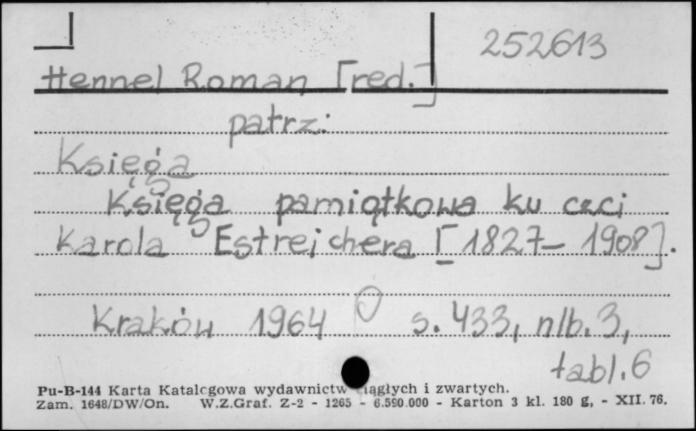 252613
Hennel Roman [red.]
patrz:
Księga
Księga pamiątkowa ku czci
Karola Estreichera [1827-1908].
Kraków 1964 s. 433, nlb. 3,
tabl. 6
Pu-B-144 Karta Katalogowa wydawnictw ciągłych i zwartych.
Zam. 1648/DW/On. W.Z.Graf. Z-2 - 1265 - 6.590.000 - Karton 3 kl. 180 g, - XII. 76.